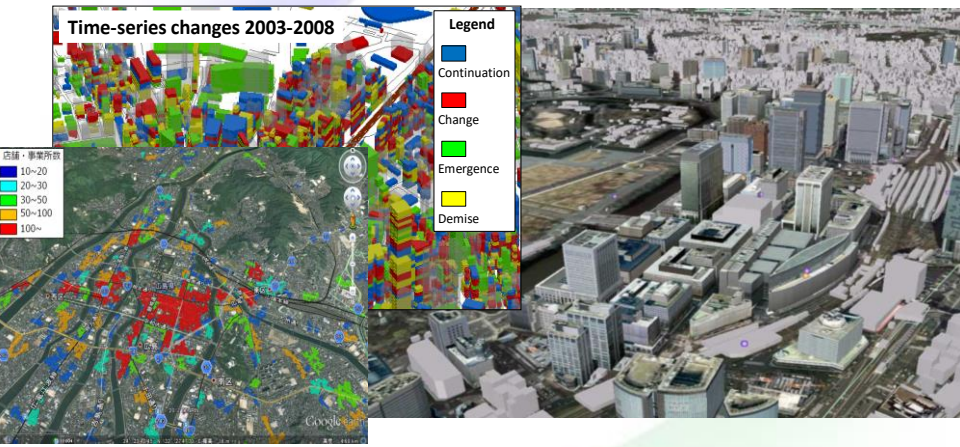 Time-series changes 2003-2008
Legend
Continuation
Change
Emergence
Demise
店舗・事業所数
10~20
20~30
30~50
50~100
100~
Google earth